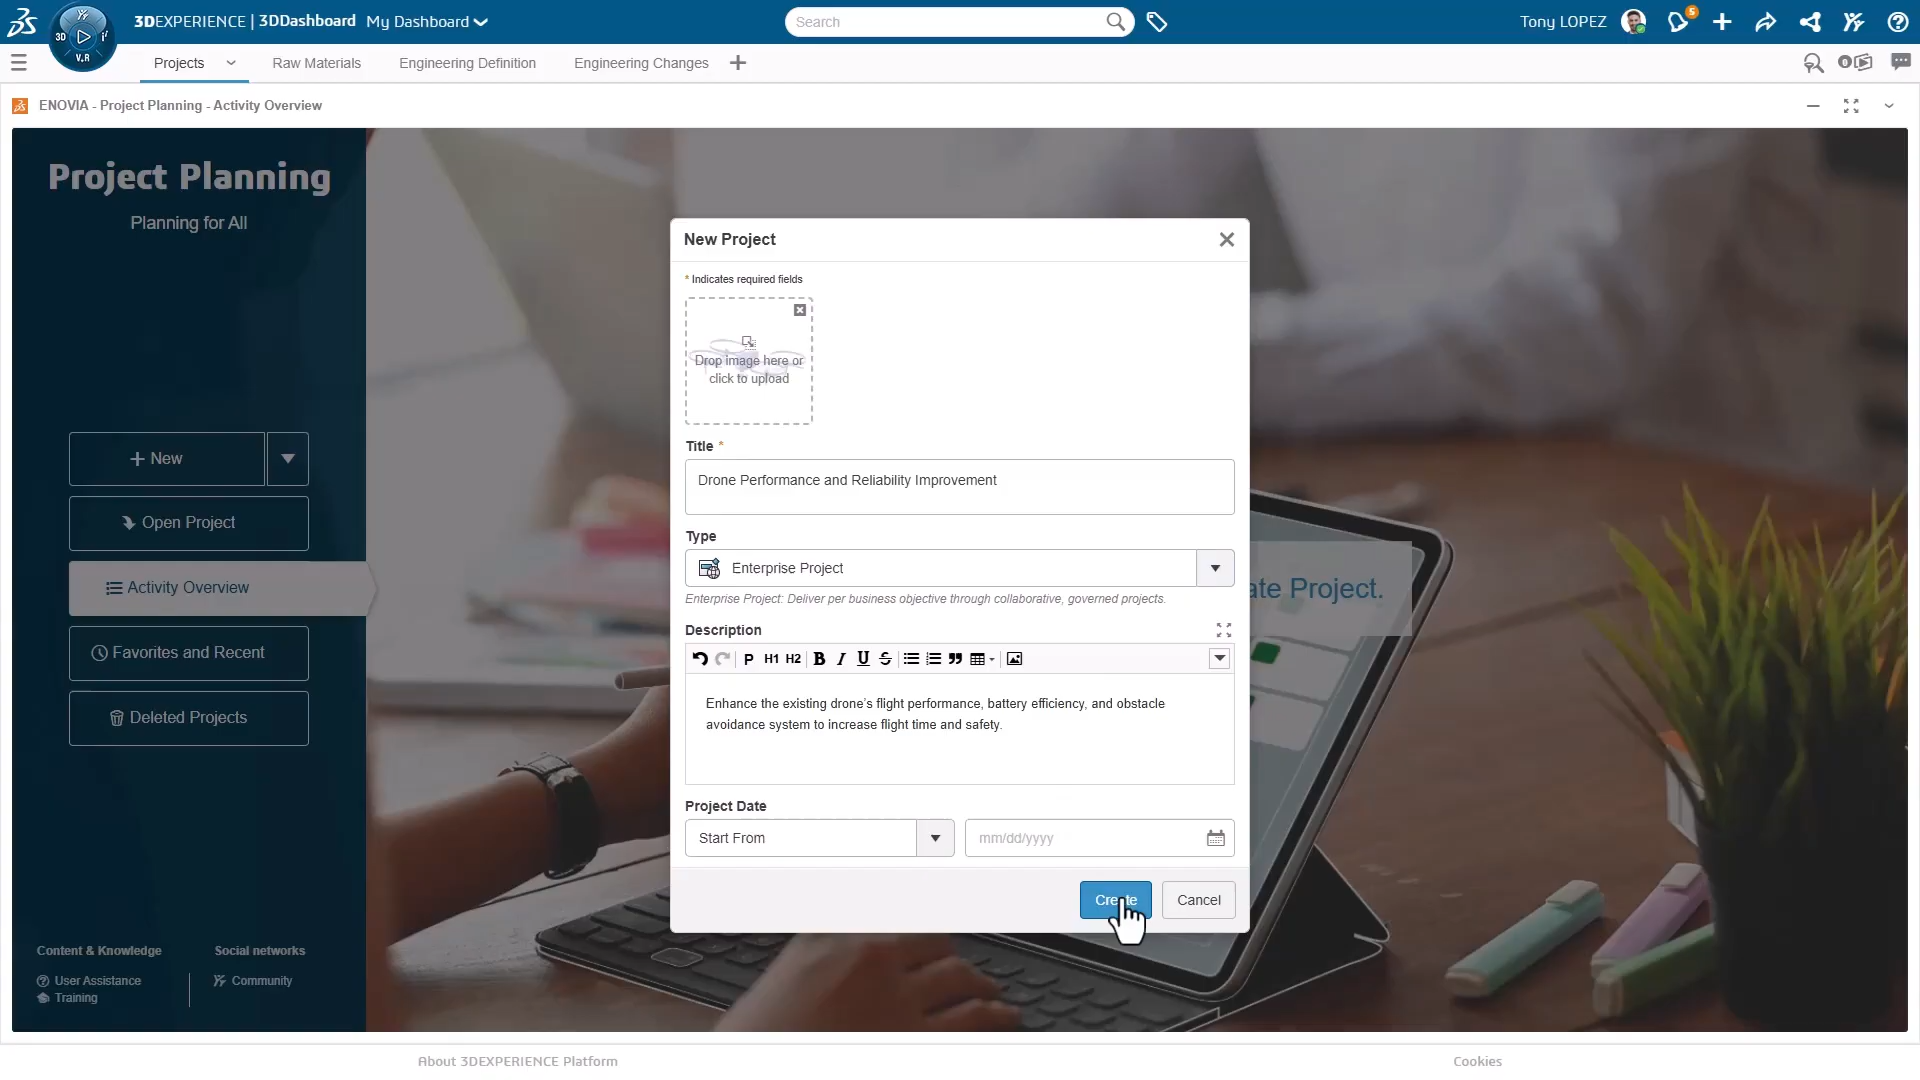 3DEXPERIENCE | 3DDashboard My Dashboard
Search
Tony LOPEZ
5
3D
V.R
Projects
Raw Materials
Engineering Definition
Engineering Changes
ENOVIA - Project Planning - Activity Overview
Project Planning
Planning for All
New
Open Project
Activity Overview
Favorites and Recent
Deleted Projects
Content & Knowledge
Social networks
User Assistance
Community
Training
New Project
* Indicates required fields
Drop image here or
click to upload
Title *
Drone Performance and Reliability Improvement
Type
Enterprise Project
Enterprise Project: Deliver per business objective through collaborative, governed projects.
Description
P H1 H2 B I U S
Enhance the existing drone's flight performance, battery efficiency, and obstacle
avoidance system to increase flight time and safety.
Project Date
Start From
mm/dd/yyyy
Create
Cancel
Project.
About 3DEXPERIENCE Platform
Cookies